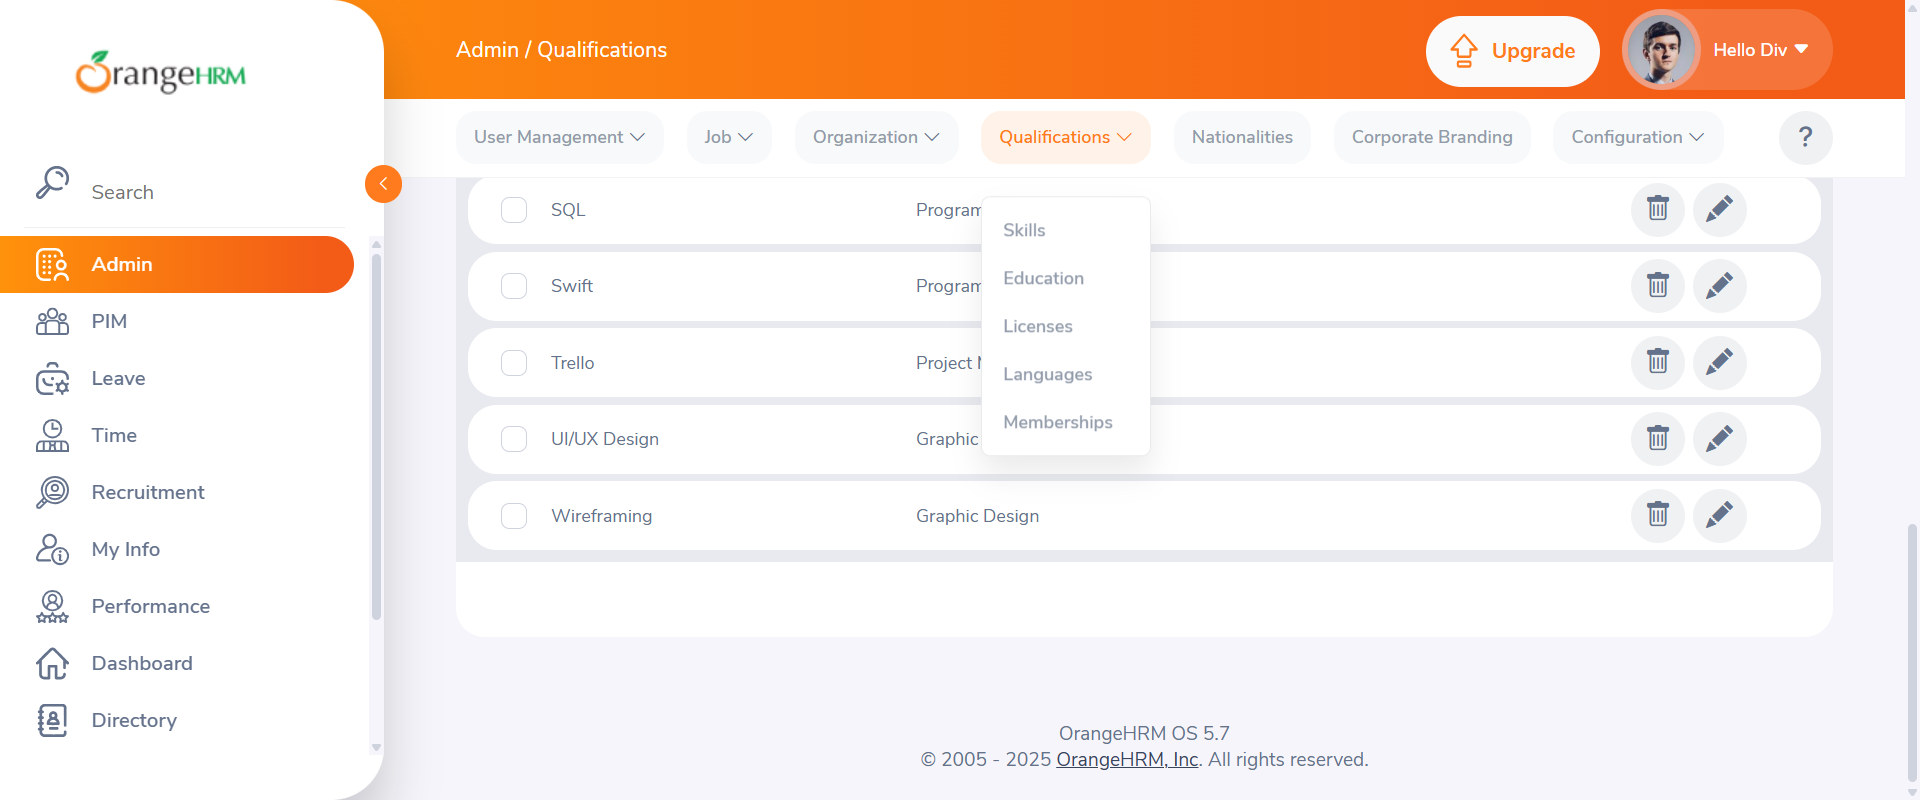 OrangeHRM
Admin / Qualifications
Upgrade
Hello Div
User Management
Job
Organization
Qualifications
Nationalities
Corporate Branding
Configuration
?
Search
Admin
PIM
Leave
Time
Recruitment
My Info
Performance
Dashboard
Directory
SQL
Program
Swift
Program
Trello
Project
UI/UX Design
Graphic
Wireframing
Graphic Design
Skills
Education
Licenses
Languages
Memberships
OrangeHRM OS 5.7
© 2005 - 2025 OrangeHRM, Inc. All rights reserved.